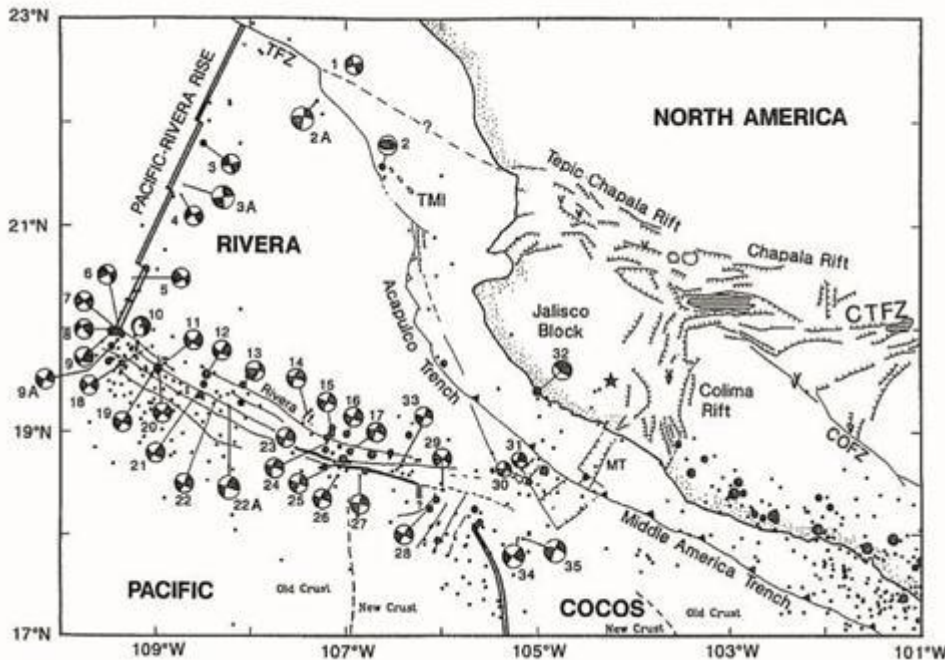 23°N
TFZ
1
PACIFIC-RIVERA RISE
NORTH AMERICA
2A
?
2
3
Tepic Chapala Rift
TMI
3A
4
21°N
RIVERA
Chapala Rift
6
5
7
Acapulco
Jalisco
Block
CTFZ
10
11
8
12
32
9
13
14
9A
Trench
Colima
Rift
18
15
Rivera
16
33
19
17
COFZ
19°N
20
23
29
31
21
24
30
MT
25
22
22A
26
27
28
34
35
Middle America Trench
PACIFIC
Old Crust
New Crust
COCOS
Old Crust
New Crust
17°N
109°W
107°W
105°W
103°W
101°W